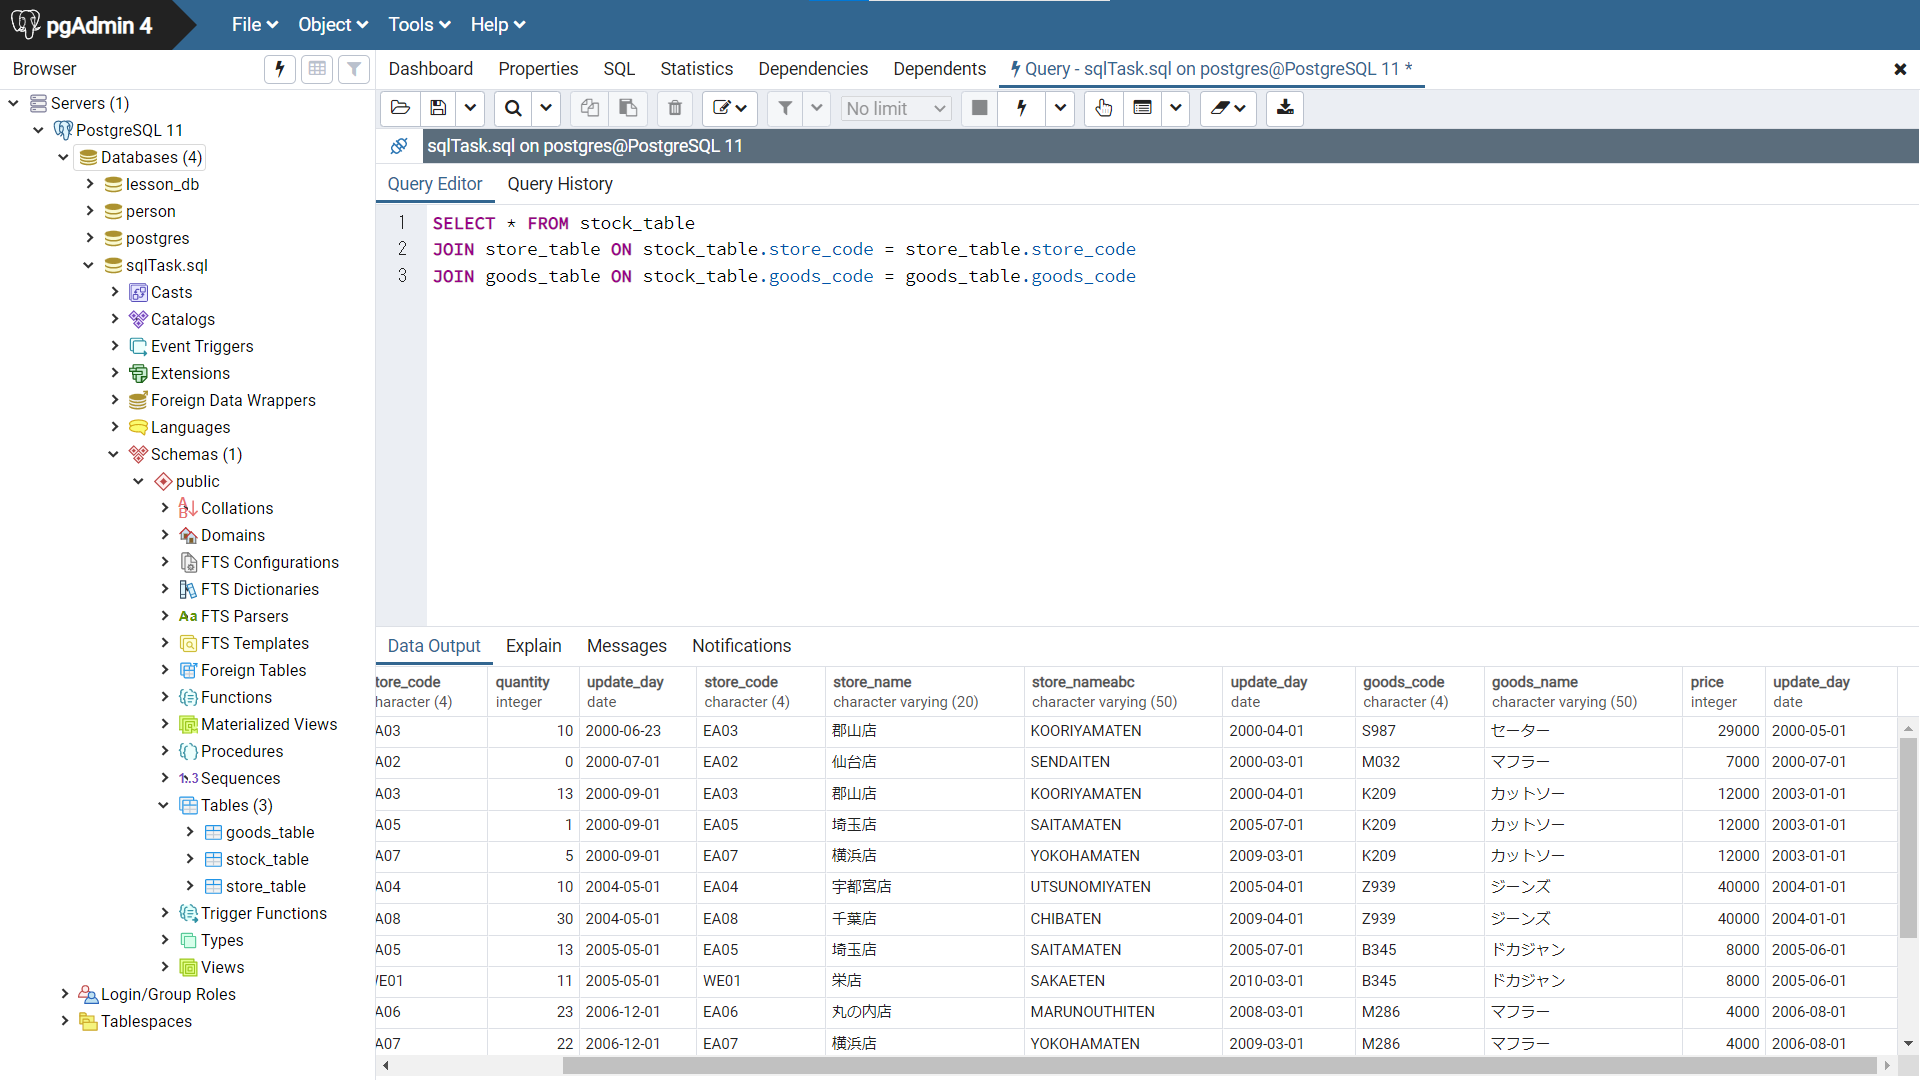 pgAdmin 4
File Object Tools Help
Browser
Servers (1)
PostgreSQL 11
Databases (4)
lesson_db
person
postgres
sqlTask.sql
Casts
Catalogs
Event Triggers
Extensions
Foreign Data Wrappers
Languages
Schemas (1)
public
Collations
Domains
FTS Configurations
FTS Dictionaries
Aa FTS Parsers
FTS Templates
Foreign Tables
Functions
Materialized Views
Procedures
1..3 Sequences
Tables (3)
goods_table
stock_table
store_table
Trigger Functions
Types
Views
Login/Group Roles
Tablespaces
Dashboard Properties SQL Statistics Dependencies Dependents Query - sqlTask.sql on postgres@PostgreSQL 11 *
No limit
sqlTask.sql on postgres@PostgreSQL 11
Query Editor Query History
1 SELECT * FROM stock_table
2 JOIN store_table ON stock_table.store_code = store_table.store_code
3 JOIN goods_table ON stock_table.goods_code = goods_table.goods_code
Data Output Explain Messages Notifications
tore_code quantity update_day store_code store_name store_nameabc update_day goods_code goods_name price update_day
haracter (4) integer date character (4) character varying (20) character varying (50) date character (4) character varying (50) integer date
A03 10 2000-06-23 EA03 郡山店 KOORIYAMATEN 2000-04-01 S987 セーター 29000 2000-05-01
A02 0 2000-07-01 EA02 仙台店 SENDAITEN 2000-03-01 M032 マフラー 7000 2000-07-01
A03 13 2000-09-01 EA03 郡山店 KOORIYAMATEN 2000-04-01 K209 カットソー 12000 2003-01-01
A05 1 2000-09-01 EA05 埼玉店 SAITAMATEN 2005-07-01 K209 カットソー 12000 2003-01-01
A07 5 2000-09-01 EA07 横浜店 YOKOHAMATEN 2009-03-01 K209 カットソー 12000 2003-01-01
A04 10 2004-05-01 EA04 宇都宮店 UTSUNOMIYATEN 2005-04-01 Z939 ジーンズ 40000 2004-01-01
A08 30 2004-05-01 EA08 千葉店 CHIBATEN 2009-04-01 Z939 ジーンズ 40000 2004-01-01
A05 13 2005-05-01 EA05 埼玉店 SAITAMATEN 2005-07-01 B345 ドカジャン 8000 2005-06-01
E01 11 2005-05-01 WE01 栄店 SAKAETEN 2010-03-01 B345 ドカジャン 8000 2005-06-01
A06 23 2006-12-01 EA06 丸の内店 MARUNOUTHITEN 2008-03-01 M286 マフラー 4000 2006-08-01
A07 22 2006-12-01 EA07 横浜店 YOKOHAMATEN 2009-03-01 M286 マフラー 4000 2006-08-01